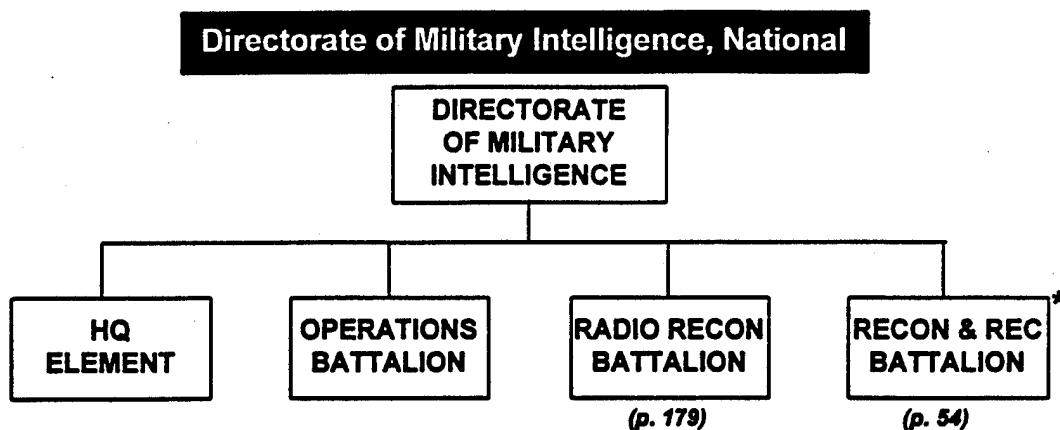 Directorate of Military Intelligence, National
DIRECTORATE
OF MILITARY
INTELLIGENCE
HQ
ELEMENT
OPERATIONS
BATTALION
RADIO RECON
BATTALION
(p. 179)
RECON & REC
BATTALION
*
(p. 54)